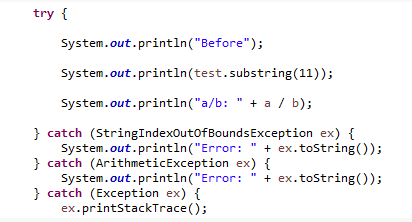 try {
System.out.println("Before");
System.out.println(test.substring(11));
System.out.println("a/b: " + a / b);
} catch (StringIndexOutOfBoundsException ex) {
System.out.println("Error: " + ex.toString());
} catch (ArithmeticException ex) {
System.out.println("Error: " + ex.toString());
} catch (Exception ex) {
ex.printStackTrace();